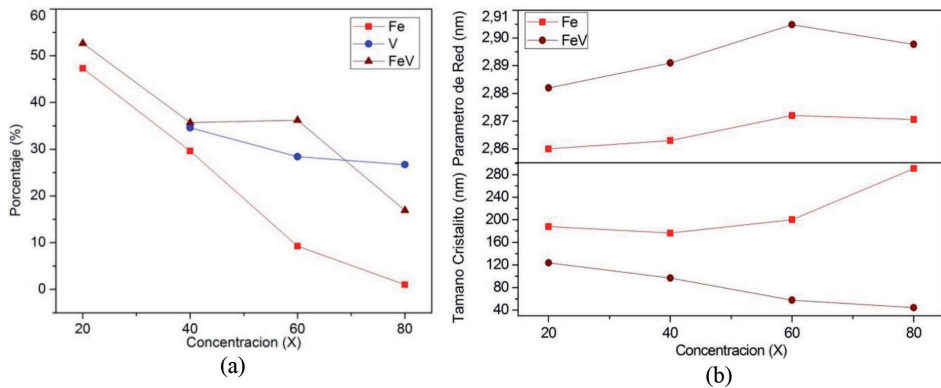 60
50
40
30
20
10
0
Porcentaje (%)
Fe
V
FeV
20
40
60
80
Concentracion (X)
(a)
(b)
2,91
2,90
2,89
2,88
2,87
2,86
Parametro de Red (nm)
Fe
FeV
280
240
200
160
120
80
40
Tamano Cristalito (nm)
20
40
60
80
Concentracion (X)
(b)